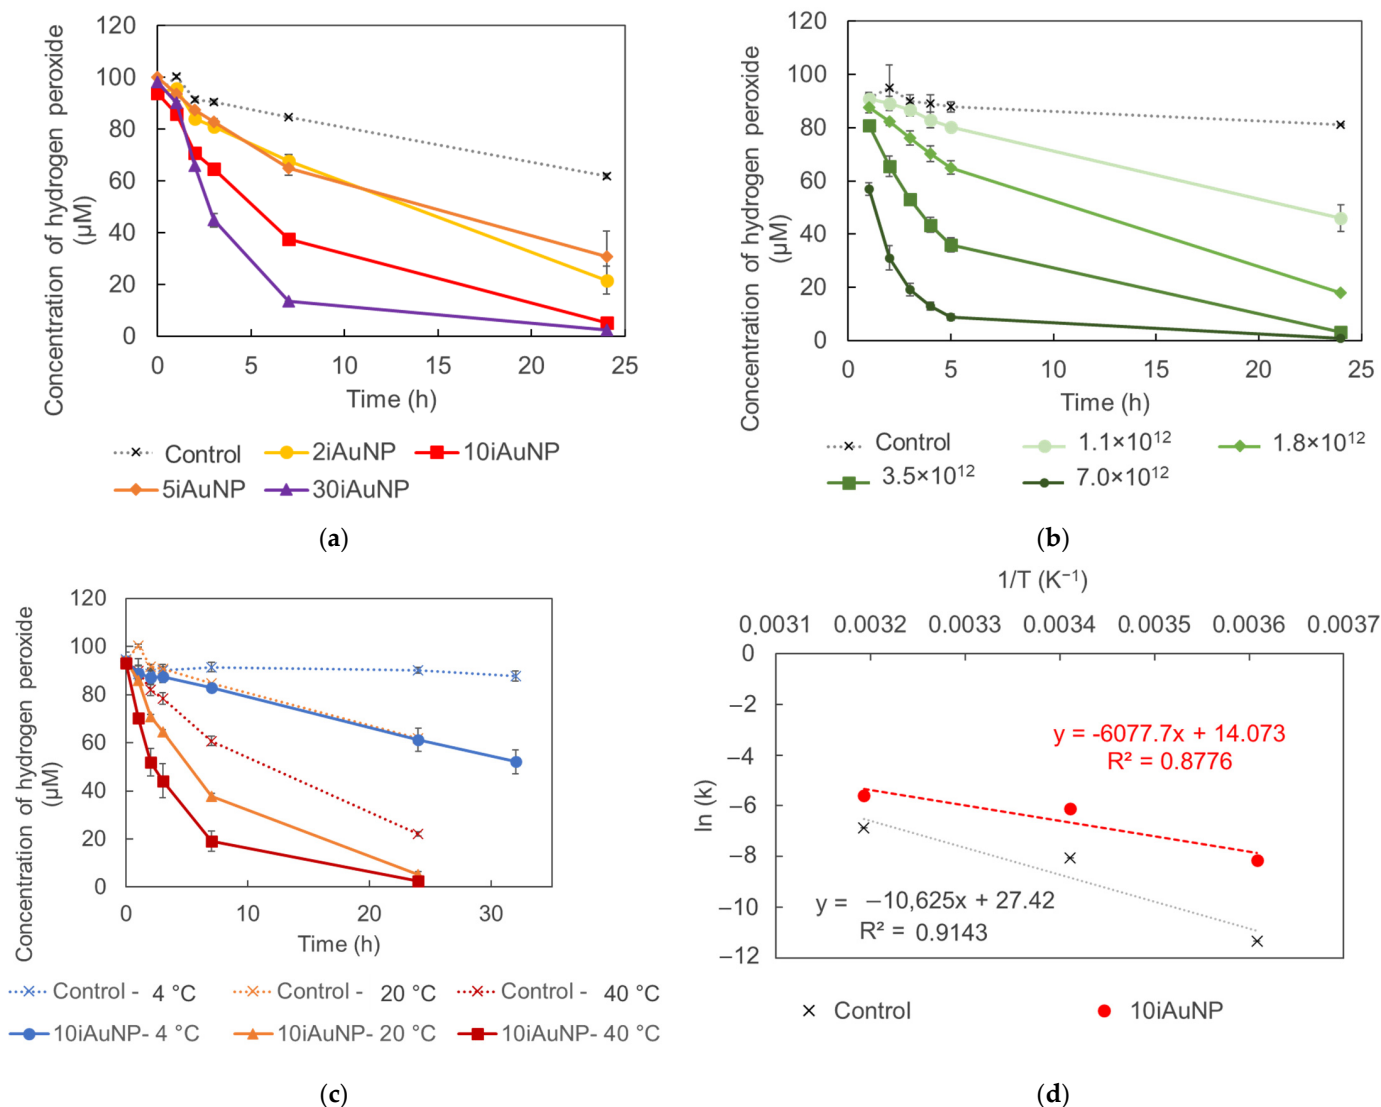 Concentration of hydrogen peroxide
(µM)
120
100
80
60
40
20
0
0 5 10 15 20 25
Time (h)
Control 2iAuNP 10iAuNP
5iAuNP 30iAuNP
(a)
Concentration of hydrogen perxide
(µM)
120
100
80
60
40
20
0
0 5 10 15 20 25
Time (h)
Control 1.1×10¹² 1.8×10¹²
3.5×10¹² 7.0×10¹²
(b)
Concentration of hydrogen peroxide
(µM)
120
100
80
60
40
20
0
0 10 20 30
Time (h)
Control - 4 °C Control - 20 °C Control - 40 °C
10iAuNP- 4 °C 10iAuNP- 20 °C 10iAuNP- 40 °C
(c)
1/T (K⁻¹)
0.0031 0.0032 0.0033 0.0034 0.0035 0.0036 0.0037
0
−2
−4
−6
−8
−10
−12
ln (k)
y = -6077.7x + 14.073
R² = 0.8776
y = −10,625x + 27.42
R² = 0.9143
Control 10iAuNP
(d)